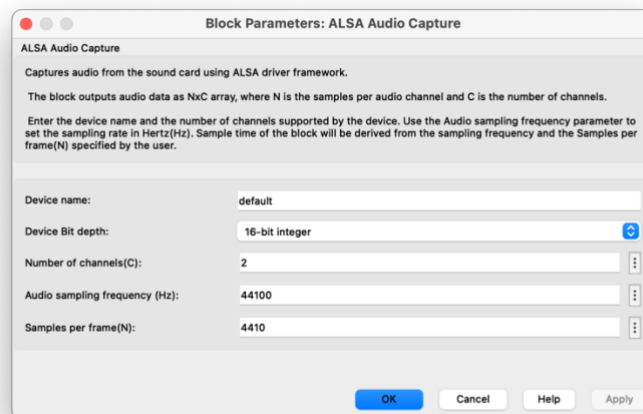 Block Parameters: ALSA Audio Capture
ALSA Audio Capture
Captures audio from the sound card using ALSA driver framework.
The block outputs audio data as NxC array, where N is the samples per audio channel and C is the number of channels.
Enter the device name and the number of channels supported by the device. Use the Audio sampling frequency parameter to
set the sampling rate in Hertz(Hz). Sample time of the block will be derived from the sampling frequency and the Samples per
frame(N) specified by the user.
Device name: default
Device Bit depth: 16-bit integer
Number of channels(C): 2
Audio sampling frequency (Hz): 44100
Samples per frame(N): 4410
OK Cancel Help Apply